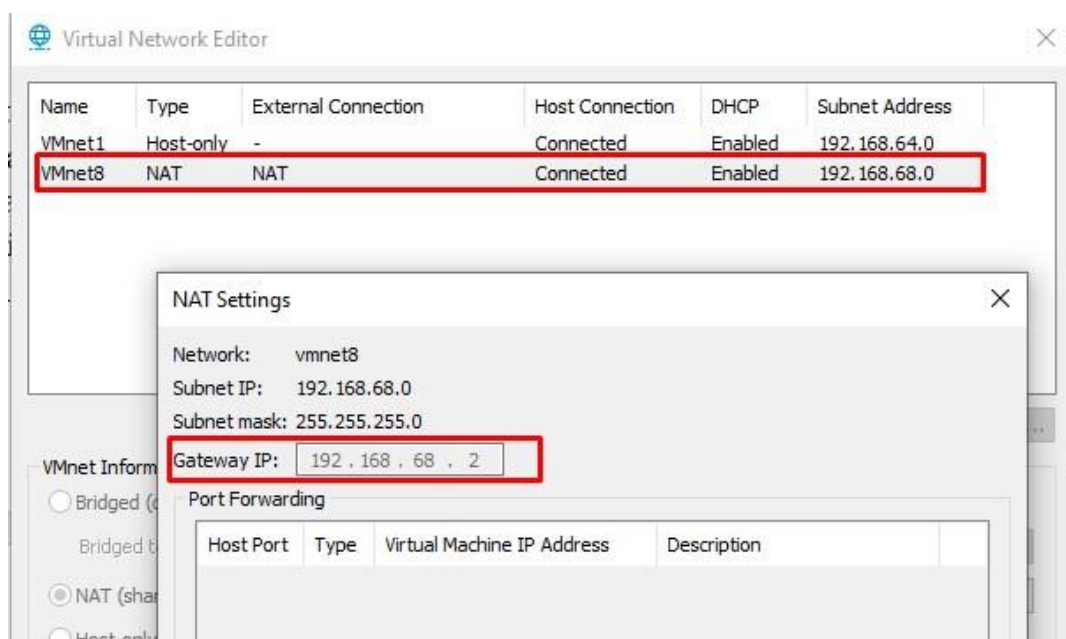 Virtual Network Editor
Name Type External Connection Host Connection DHCP Subnet Address
VMnet1 Host-only - Connected Enabled 192.168.64.0
VMnet8 NAT NAT Connected Enabled 192.168.68.0
NAT Settings
Network: vmnet8
Subnet IP: 192.168.68.0
Subnet mask: 255.255.255.0
Gateway IP: 192 . 168 . 68 . 2
VMnet Inform
Bridged (
Port Forwarding
Bridged t
Host Port Type Virtual Machine IP Address Description
NAT (shar